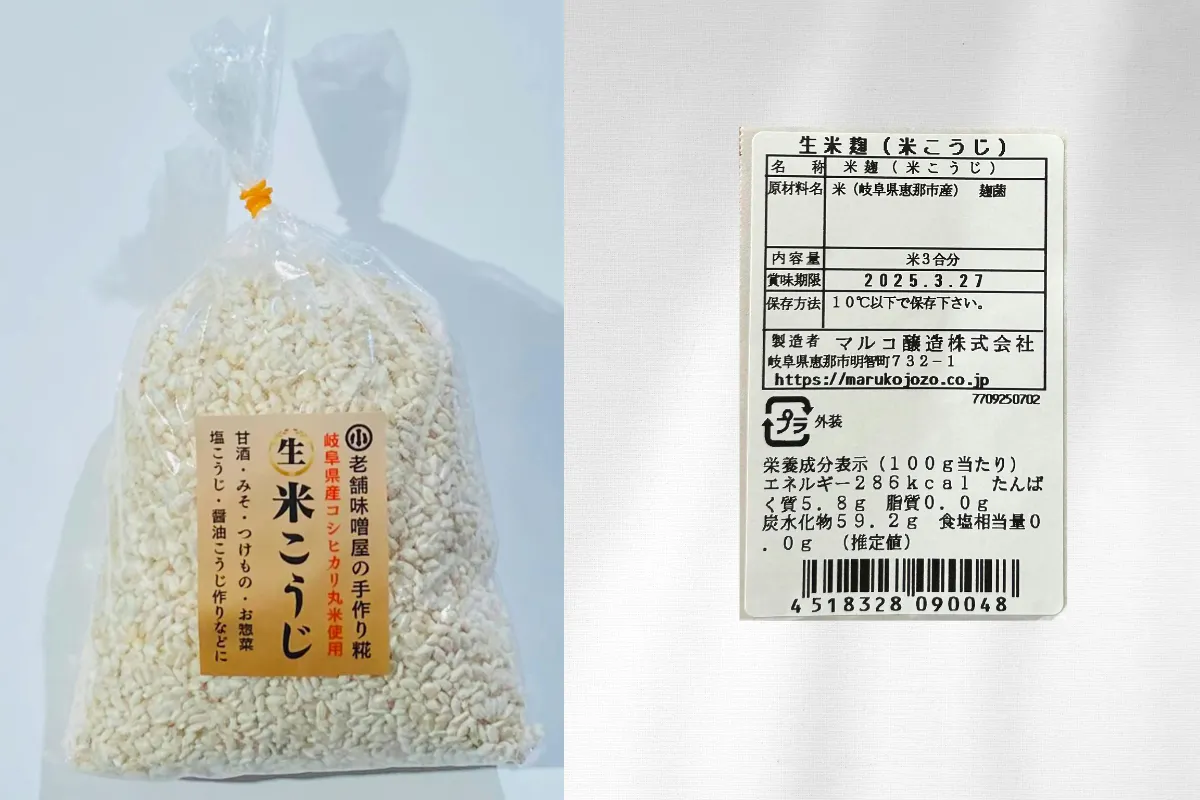 小 老舗味噌屋の手作り糀
岐阜県産コシヒカリ丸米使用
生
米こうじ
甘酒・みそ・つけもの・お惣菜
塩こうじ・醤油こうじ作りなどに
生米麹(米こうじ)
名 称 米麹(米こうじ)
原材料名 米(岐阜県恵那市産) 麹菌
内容量 米3合分
賞味期限 2025.3.27
保存方法 10℃以下で保存下さい。
製造者 マルコ醸造株式会社
岐阜県恵那市明智町732-1
https://marukojozo.co.jp
7709250702
プラ 外装
栄養成分表示(100g当たり)
エネルギー286kcal たんぱ
く質5.8g 脂質0.0g
炭水化物59.2g 食塩相当量0
.0g (推定値)
4 518328 090048